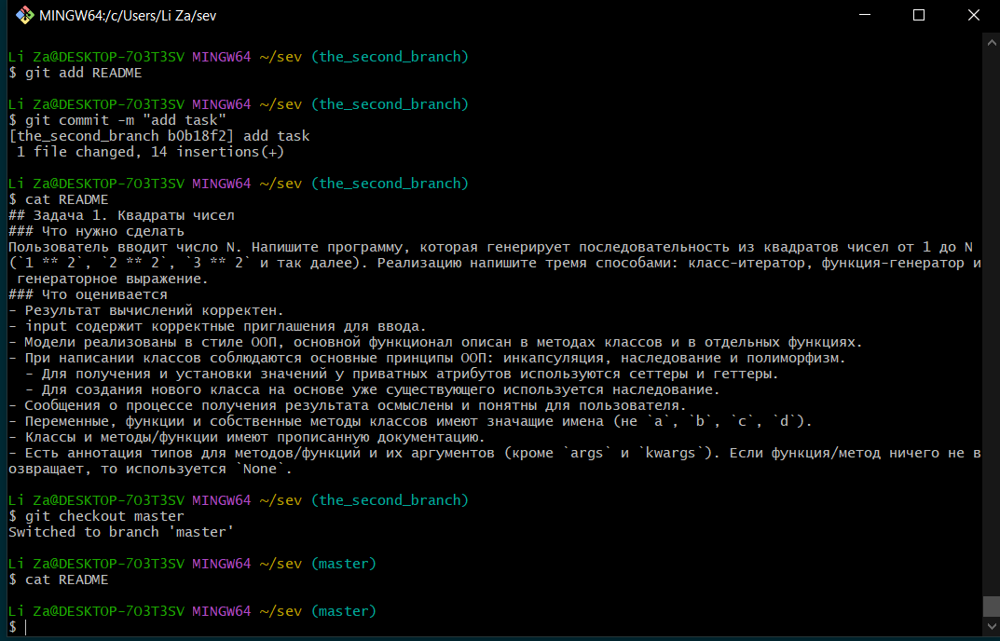 MINGW64:/c/Users/Li Za/sev
Li Za@DESKTOP-7O3T3SV MINGW64 ~/sev (the_second_branch)
$ git add README
Li Za@DESKTOP-7O3T3SV MINGW64 ~/sev (the_second_branch)
$ git commit -m "add task"
[the_second_branch b0b18f2] add task
 1 file changed, 14 insertions(+)
Li Za@DESKTOP-7O3T3SV MINGW64 ~/sev (the_second_branch)
$ cat README
## Задача 1. Квадраты чисел
### Что нужно сделать
Пользователь вводит число N. Напишите программу, которая генерирует последовательность из квадратов чисел от 1 до N
(`1 ** 2`, `2 ** 2`, `3 ** 2` и так далее). Реализацию напишите тремя способами: класс-итератор, функция-генератор и
 генераторное выражение.
### Что оценивается
- Результат вычислений корректен.
- input содержит корректные приглашения для ввода.
- Модели реализованы в стиле ООП, основной функционал описан в методах классов и в отдельных функциях.
- При написании классов соблюдаются основные принципы ООП: инкапсуляция, наследование и полиморфизм.
  - Для получения и установки значений у приватных атрибутов используются сеттеры и геттеры.
  - Для создания нового класса на основе уже существующего используется наследование.
- Сообщения о процессе получения результата осмыслены и понятны для пользователя.
- Переменные, функции и собственные методы классов имеют значащие имена (не `a`, `b`, `c`, `d`).
- Классы и методы/функции имеют прописанную документацию.
- Есть аннотация типов для методов/функций и их аргументов (кроме `args` и `kwargs`). Если функция/метод ничего не в
озвращает, то используется `None`.
Li Za@DESKTOP-7O3T3SV MINGW64 ~/sev (the_second_branch)
$ git checkout master
Switched to branch 'master'
Li Za@DESKTOP-7O3T3SV MINGW64 ~/sev (master)
$ cat README
Li Za@DESKTOP-7O3T3SV MINGW64 ~/sev (master)
$